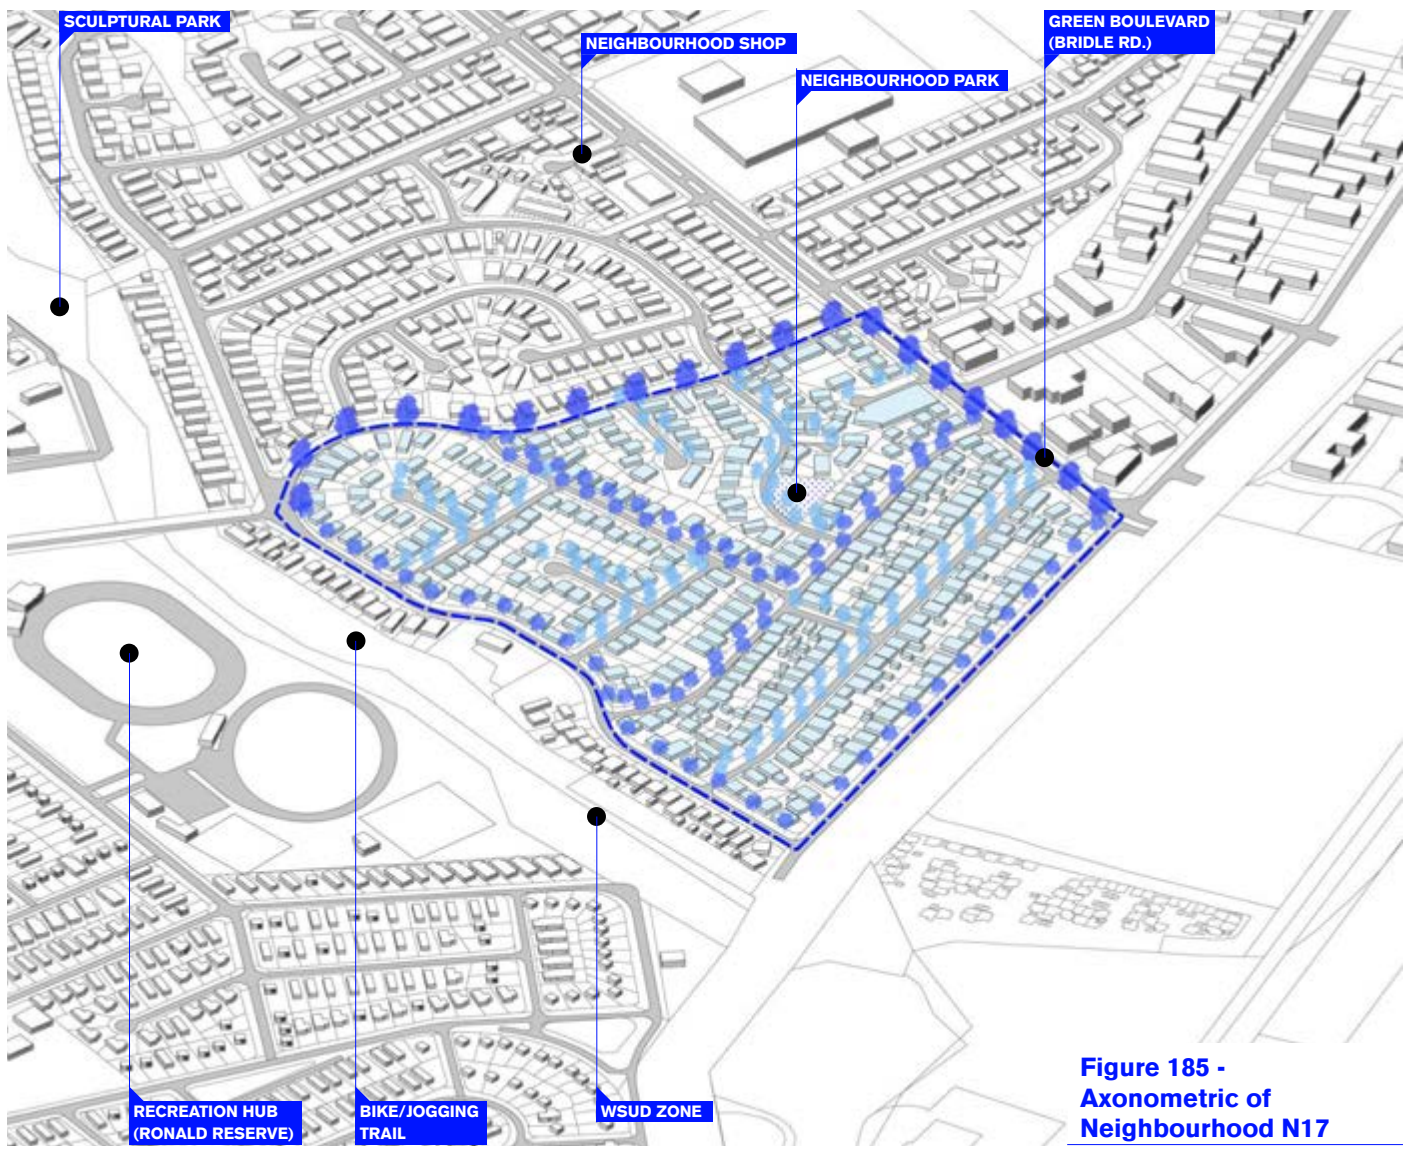 SCULPTURAL PARK
NEIGHBOURHOOD SHOP
GREEN BOULEVARD
(BRIDLE RD.)
NEIGHBOURHOOD PARK
RECREATION HUB
(RONALD RESERVE)
BIKE/JOGGING
TRAIL
WSUD ZONE
Figure 185 -
Axonometric of
Neighbourhood N17